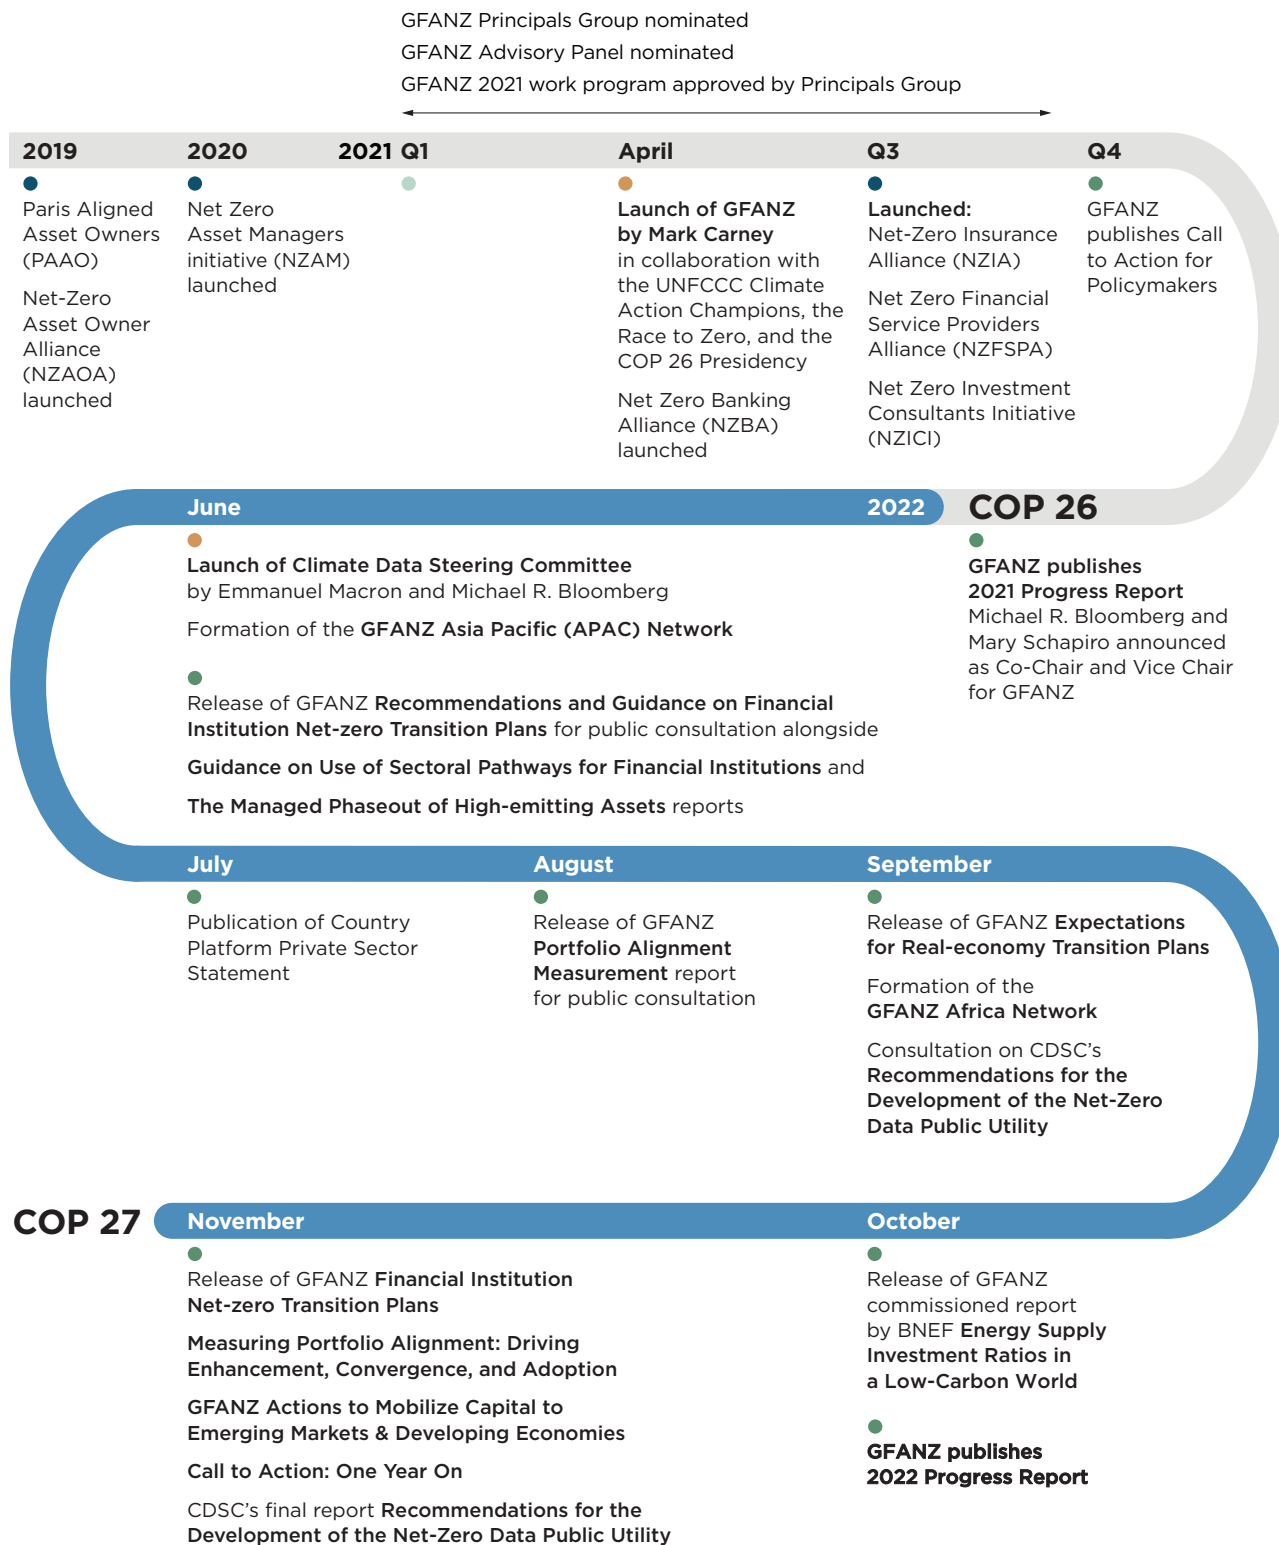 GFANZ Principals Group nominated
GFANZ Advisory Panel nominated
GFANZ 2021 work program approved by Principals Group
2019
Paris Aligned
Asset Owners
(PAAO)
Net-Zero
Asset Owner
Alliance
(NZAOA)
launched
2020
Net Zero
Asset Managers
initiative (NZAM)
launched
2021 Q1
April
Launch of GFANZ
by Mark Carney
in collaboration with
the UNFCCC Climate
Action Champions, the
Race to Zero, and the
COP 26 Presidency
Net Zero Banking
Alliance (NZBA)
launched
Q3
Launched:
Net-Zero Insurance
Alliance (NZIA)
Net Zero Financial
Service Providers
Alliance (NZFSPA)
Net Zero Investment
Consultants Initiative
(NZICI)
Q4
GFANZ
publishes Call
to Action for
Policymakers
COP 26
GFANZ publishes
2021 Progress Report
Michael R. Bloomberg and
Mary Schapiro announced
as Co-Chair and Vice Chair
for GFANZ
2022
June
Launch of Climate Data Steering Committee
by Emmanuel Macron and Michael R. Bloomberg
Formation of the GFANZ Asia Pacific (APAC) Network
Release of GFANZ Recommendations and Guidance on Financial
Institution Net-zero Transition Plans for public consultation alongside
Guidance on Use of Sectoral Pathways for Financial Institutions and
The Managed Phaseout of High-emitting Assets reports
July
Publication of Country
Platform Private Sector
Statement
August
Release of GFANZ
Portfolio Alignment
Measurement report
for public consultation
September
Release of GFANZ Expectations
for Real-economy Transition Plans
Formation of the
GFANZ Africa Network
Consultation on CDSC's
Recommendations for the
Development of the Net-Zero
Data Public Utility
October
Release of GFANZ
commissioned report
by BNEF Energy Supply
Investment Ratios in
a Low-Carbon World
GFANZ publishes
2022 Progress Report
November
Release of GFANZ Financial Institution
Net-zero Transition Plans
Measuring Portfolio Alignment: Driving
Enhancement, Convergence, and Adoption
GFANZ Actions to Mobilize Capital to
Emerging Markets & Developing Economies
Call to Action: One Year On
CDSC's final report Recommendations for the
Development of the Net-Zero Data Public Utility
COP 27